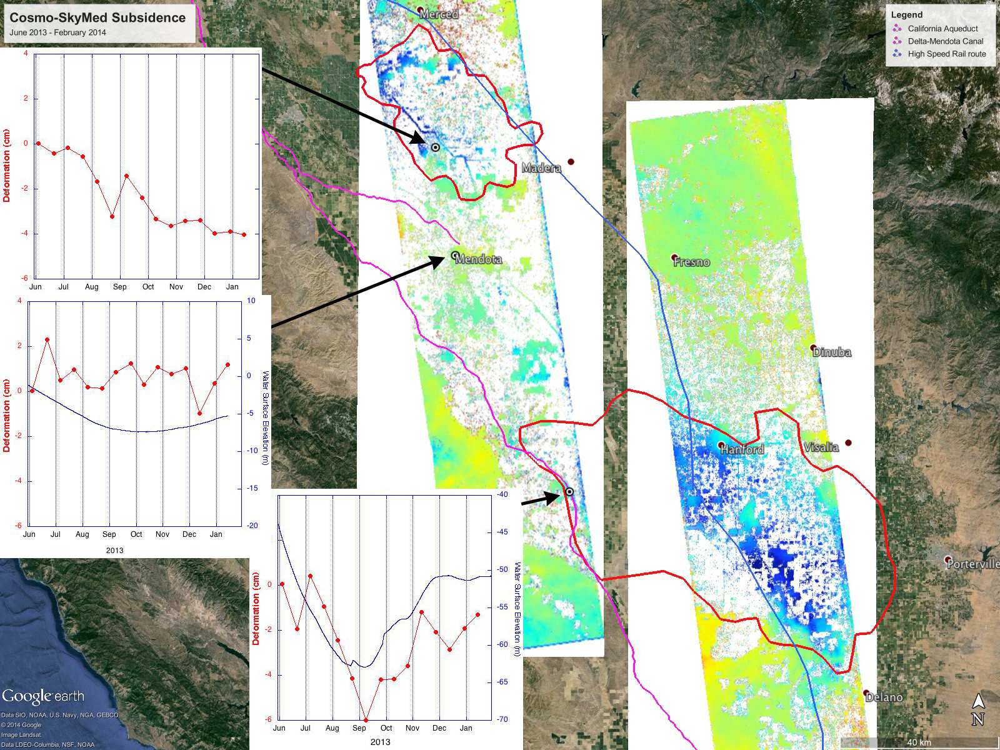 Cosmo-SkyMed Subsidence
June 2013 - February 2014
Legend
California Aqueduct
Delta-Mendota Canal
High Speed Rail route
Merced
Madera
Mendota
Fresno
Dinuba
Hanford
Visalia
Porterville
Delano
4
2
0
-2
-4
-6
Deformation (cm)
Jun Jul Aug Sep Oct Nov Dec Jan
4
2
0
-2
-4
-6
Deformation (cm)
10
5
0
-5
-10
-15
-20
Water Surface Elevation (m)
Jun Jul Aug Sep Oct Nov Dec Jan
2013
0
-2
-4
-6
Deformation (cm)
-40
-45
-50
-55
-60
-65
-70
Water Surface Elevation (m)
Jun Jul Aug Sep Oct Nov Dec Jan
2013
Google earth
Data SIO, NOAA, U.S. Navy, NGA, GEBCO
© 2014 Google
Image Landsat
Data LDEO-Columbia, NSF, NOAA
N
40 km